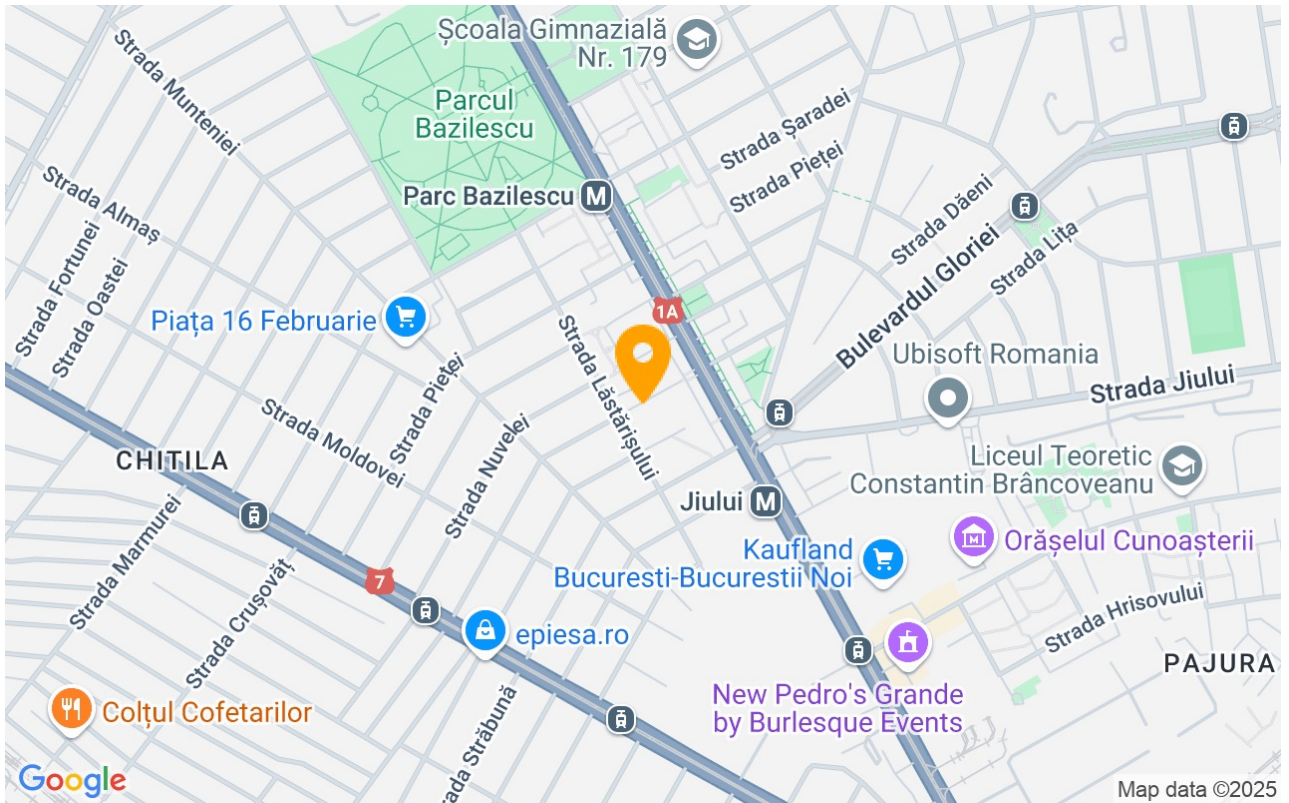 Școala Gimnazială
Nr. 179
Strada Munteniei
Parcul
Bazilescu
Strada Șaradei
Strada Pieței
Parc Bazilescu
M
Strada Almaș
Strada Dăeni
Strada Lița
Bulevardul Gloriei
Strada Fortunei
Strada Oastei
Piața 16 Februarie
1A
Strada Lăstărișului
Ubisoft Romania
Strada Jiului
Strada Pieței
Strada Moldovei
Strada Nuvelei
CHITILA
Liceul Teoretic
Constantin Brâncoveanu
Jiului
M
Strada Marmurei
Strada Crușovăț
7
Kaufland
Bucuresti-Bucurestii Noi
Orășelul Cunoașterii
Strada Hrisovului
epiesa.ro
PAJURA
New Pedro's Grande
by Burlesque Events
Colțul Cofetarilor
ada Străbună
Google
Map data ©2025